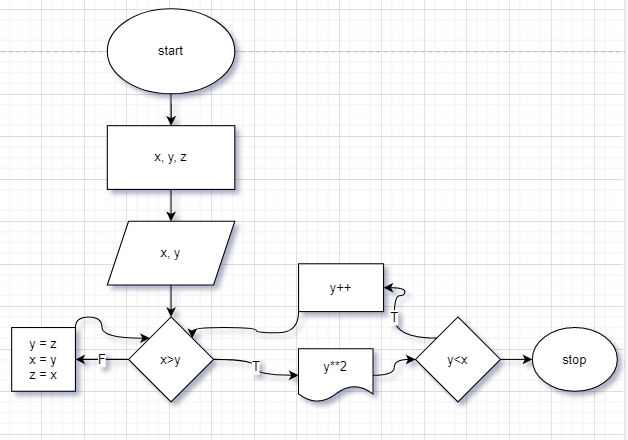 start
x, y, z
x, y
y++
T
y = z
x = y
z = x
F
x>y
T
y**2
y<x
stop